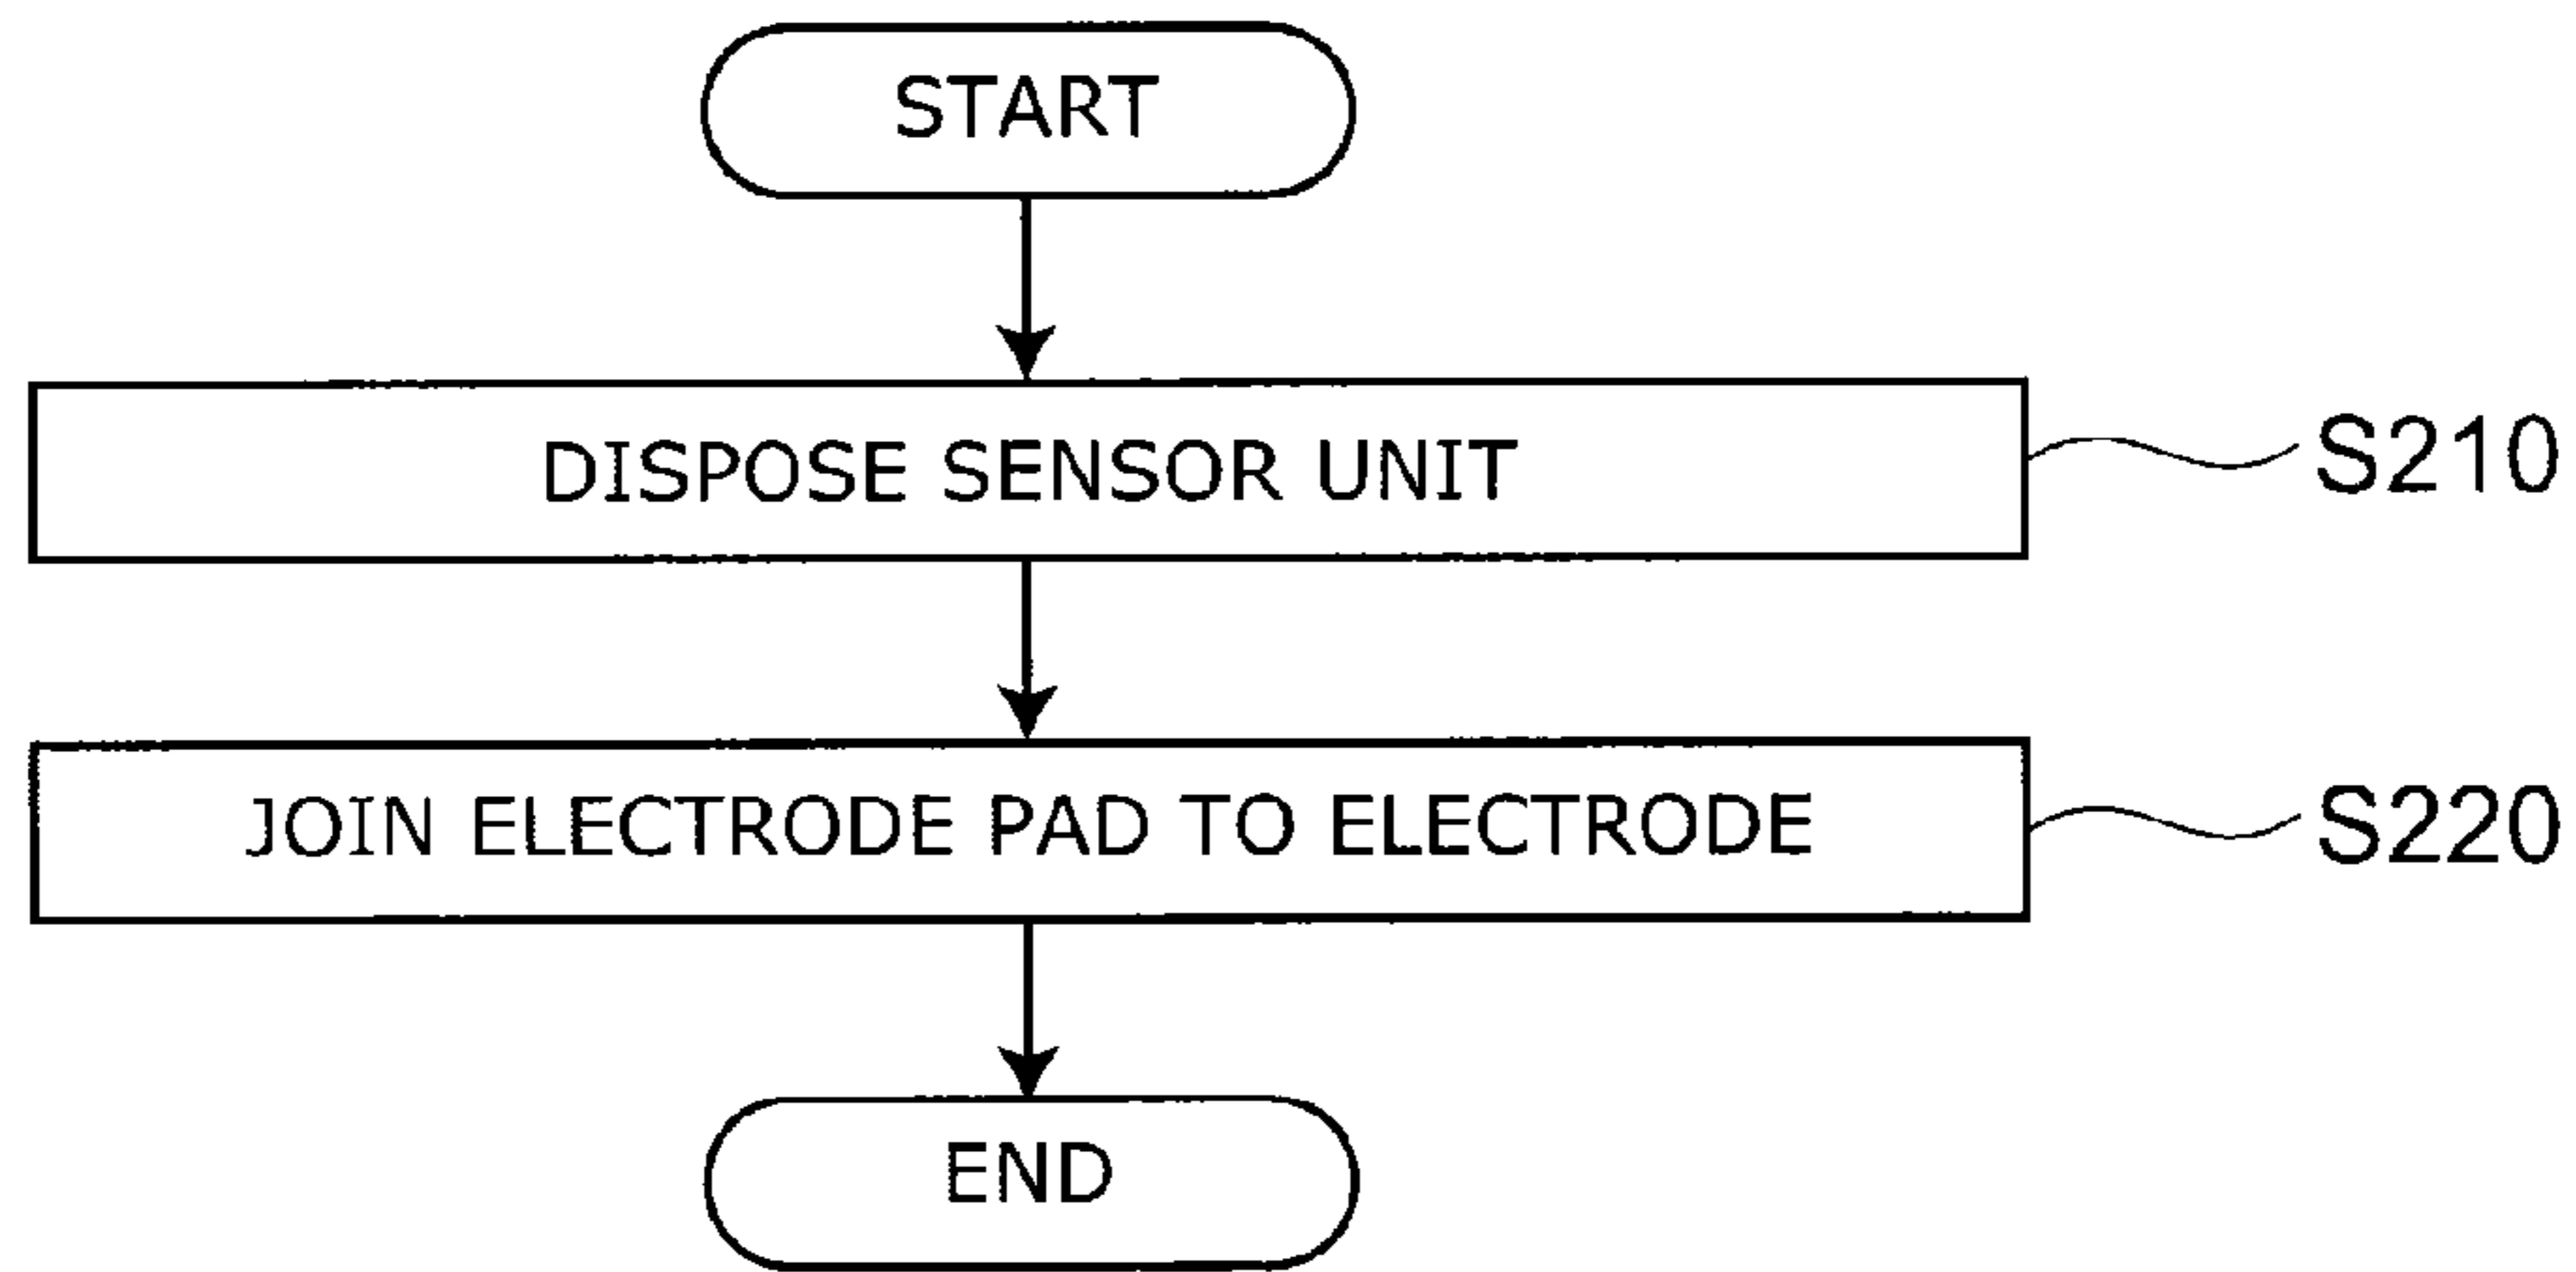 START
DISPOSE SENSOR UNIT
S210
JOIN ELECTRODE PAD TO ELECTRODE
S220
END